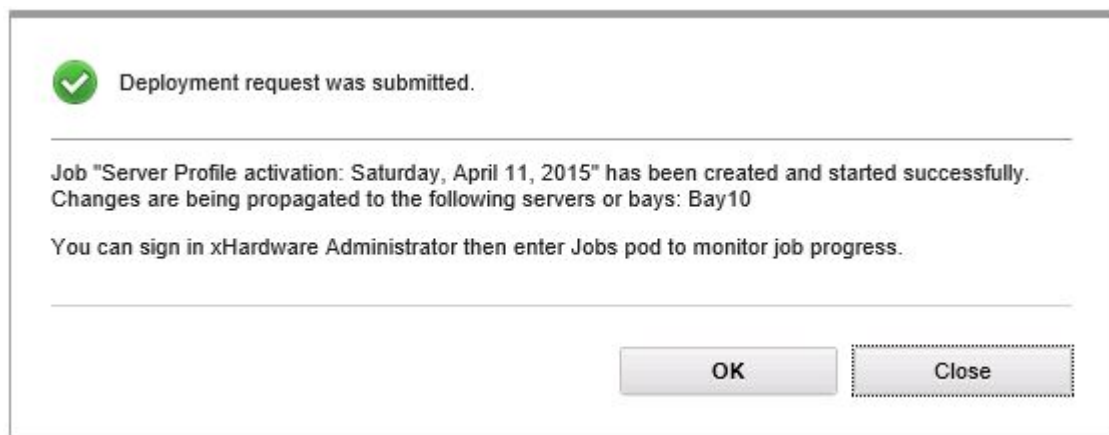 Deployment request was submitted.
Job "Server Profile activation: Saturday, April 11, 2015" has been created and started successfully.
Changes are being propagated to the following servers or bays: Bay10
You can sign in xHardware Administrator then enter Jobs pod to monitor job progress.
OK
Close